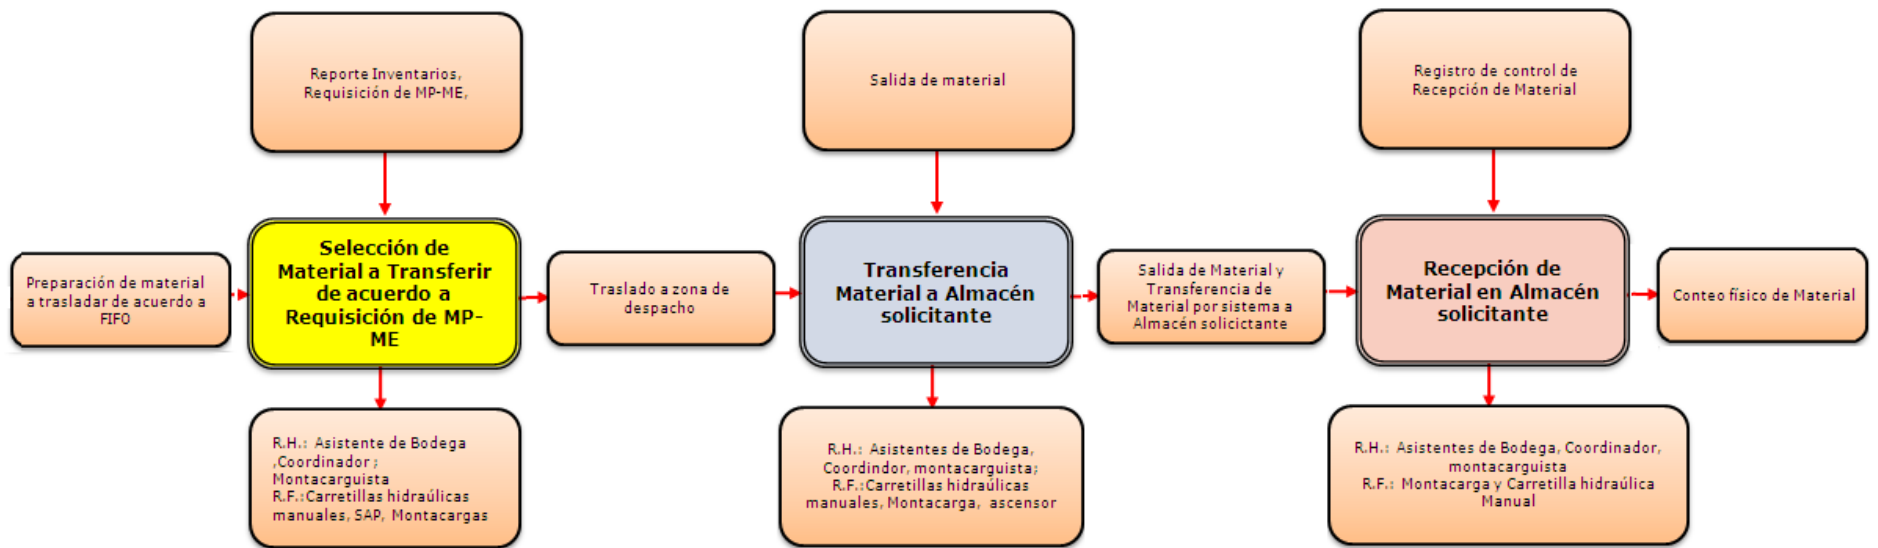 Reporte Inventarios,
Requisición de MP-ME,
Salida de material
Registro de control de
Recepción de Material
Preparación de material
a trasladar de acuerdo a
FIFO
Selección de
Material a Transferir
de acuerdo a
Requisición de MP-
ME
Traslado a zona de
despacho
Transferencia
Material a Almacén
solicitante
Salida de Material y
Transferencia de
Material por sistema a
Almacén solicictante
Recepción de
Material en Almacén
solicitante
Conteo físico de Material
R.H.: Asistente de Bodega
,Coordinador ;
Montacarguista
R.F.:Carretillas hidraúlicas
manuales, SAP, Montacargas
R.H.: Asistentes de Bodega,
Coordindor, montacarguista;
R.F.:Carretillas hidraúlicas
manuales, Montacarga, ascensor
R.H.: Asistentes de Bodega, Coordinador,
montacarguista
R.F.: Montacarga y Carretilla hidraúlica
Manual